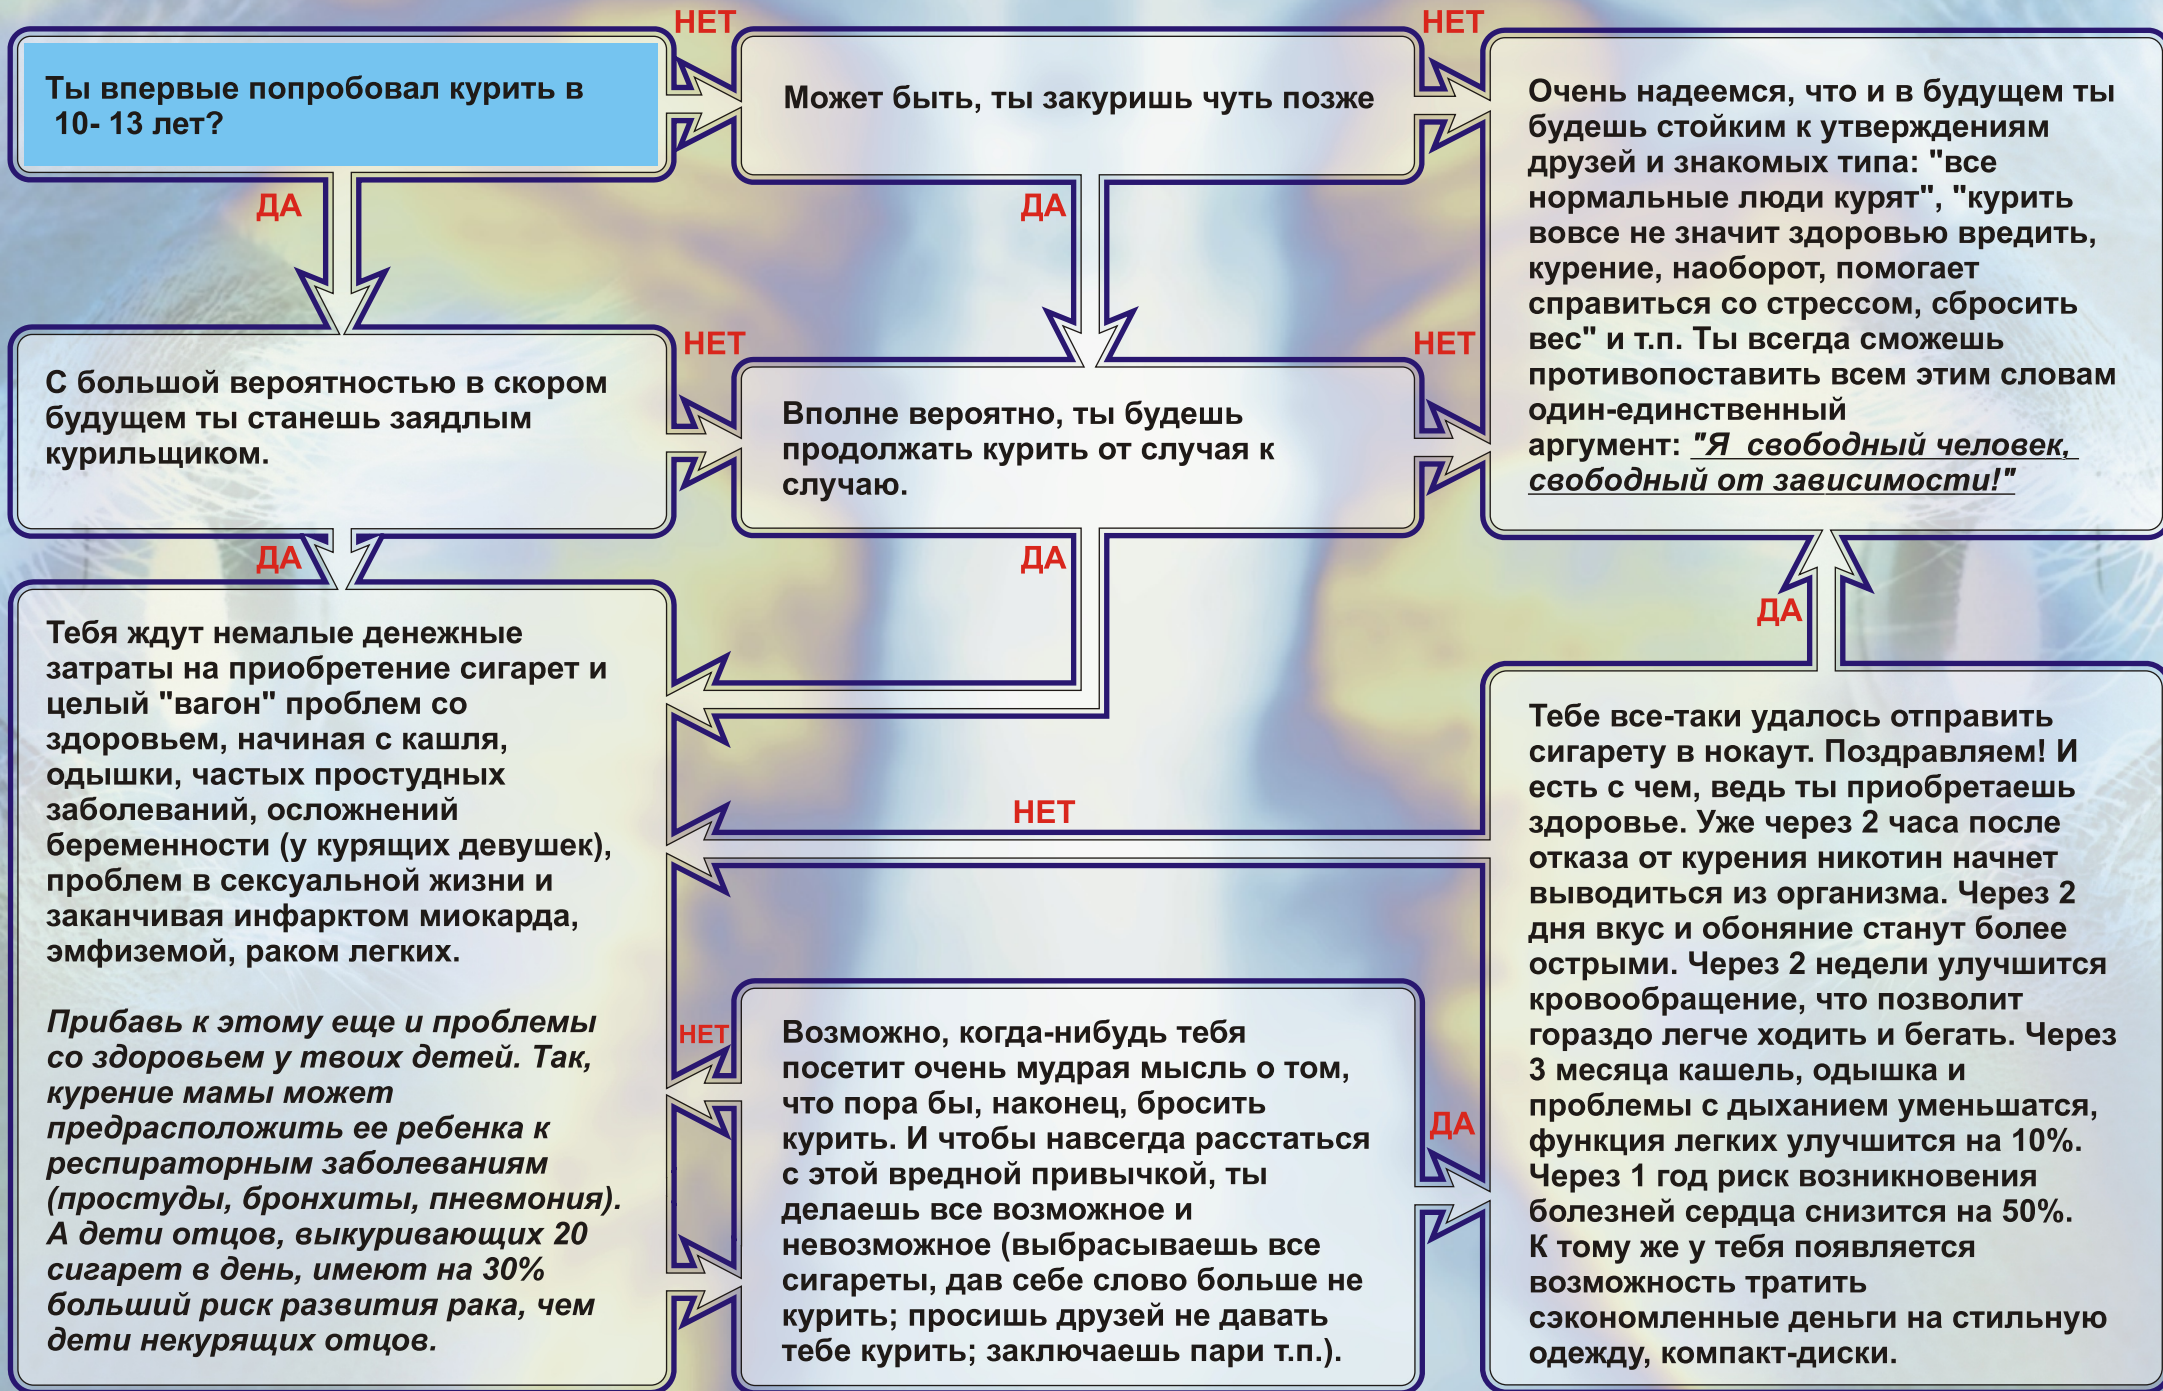 НЕТ
НЕТ
Ты впервые попробовал курить в
10- 13 лет?
Может быть, ты закуришь чуть позже
Очень надеемся, что и в будущем ты
будешь стойким к утверждениям
друзей и знакомых типа: "все
нормальные люди курят", "курить
вовсе не значит здоровью вредить,
курение, наоборот, помогает
справиться со стрессом, сбросить
вес" и т.п. Ты всегда сможешь
противопоставить всем этим словам
один-единственный
аргумент: "Я свободный человек,
свободный от зависимости!"
ДА
ДА
НЕТ
НЕТ
С большой вероятностью в скором
будущем ты станешь заядлым
курильщиком.
Вполне вероятно, ты будешь
продолжать курить от случая к
случаю.
ДА
ДА
ДА
Тебя ждут немалые денежные
затраты на приобретение сигарет и
целый "вагон" проблем со
здоровьем, начиная с кашля,
одышки, частых простудных
заболеваний, осложнений
беременности (у курящих девушек),
проблем в сексуальной жизни и
заканчивая инфарктом миокарда,
эмфиземой, раком легких.
Прибавь к этому еще и проблемы
со здоровьем у твоих детей. Так,
курение мамы может
предрасположить ее ребенка к
респираторным заболеваниям
(простуды, бронхиты, пневмония).
А дети отцов, выкуривающих 20
сигарет в день, имеют на 30%
больший риск развития рака, чем
дети некурящих отцов.
НЕТ
НЕТ
Возможно, когда-нибудь тебя
посетит очень мудрая мысль о том,
что пора бы, наконец, бросить
курить. И чтобы навсегда расстаться
с этой вредной привычкой, ты
делаешь все возможное и
невозможное (выбрасываешь все
сигареты, дав себе слово больше не
курить; просишь друзей не давать
тебе курить; заключаешь пари т.п.).
ДА
Тебе все-таки удалось отправить
сигарету в нокаут. Поздравляем! И
есть с чем, ведь ты приобретаешь
здоровье. Уже через 2 часа после
отказа от курения никотин начнет
выводиться из организма. Через 2
дня вкус и обоняние станут более
острыми. Через 2 недели улучшится
кровообращение, что позволит
гораздо легче ходить и бегать. Через
3 месяца кашель, одышка и
проблемы с дыханием уменьшатся,
функция легких улучшится на 10%.
Через 1 год риск возникновения
болезней сердца снизится на 50%.
К тому же у тебя появляется
возможность тратить
сэкономленные деньги на стильную
одежду, компакт-диски.